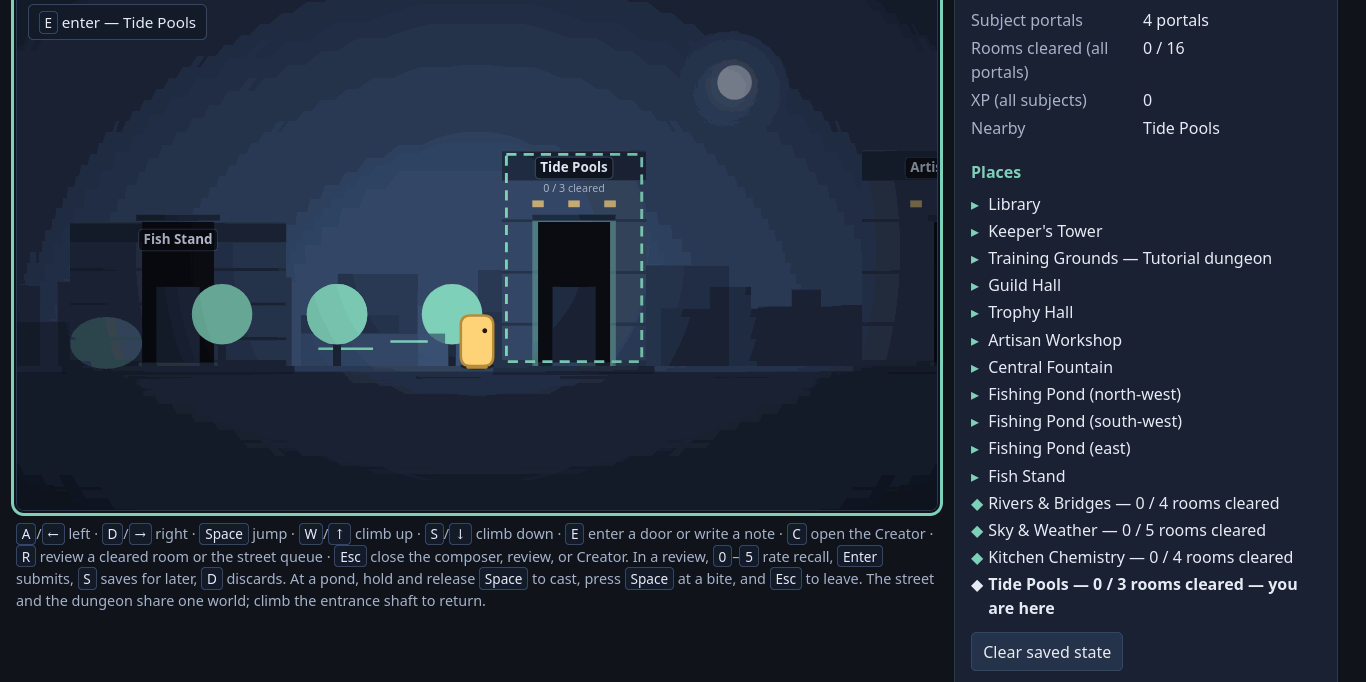 E enter — Tide Pools
Tide Pools
0 / 3 cleared
Fish Stand
A/← left · D/→ right · Space jump · W/↑ climb up · S/↓ climb down · E enter a door or write a note · C open the Creator ·
R review a cleared room or the street queue · Esc close the composer, review, or Creator. In a review, 0–5 rate recall, Enter
submits, S saves for later, D discards. At a pond, hold and release Space to cast, press Space at a bite, and Esc to leave. The street
and the dungeon share one world; climb the entrance shaft to return.
Subject portals 4 portals
Rooms cleared (all 0 / 16
portals)
XP (all subjects) 0
Nearby Tide Pools
Places
▸ Library
▸ Keeper's Tower
▸ Training Grounds — Tutorial dungeon
▸ Guild Hall
▸ Trophy Hall
▸ Artisan Workshop
▸ Central Fountain
▸ Fishing Pond (north-west)
▸ Fishing Pond (south-west)
▸ Fishing Pond (east)
▸ Fish Stand
◆ Rivers & Bridges — 0 / 4 rooms cleared
◆ Sky & Weather — 0 / 5 rooms cleared
◆ Kitchen Chemistry — 0 / 4 rooms cleared
◆ Tide Pools — 0 / 3 rooms cleared — you
are here
Clear saved state